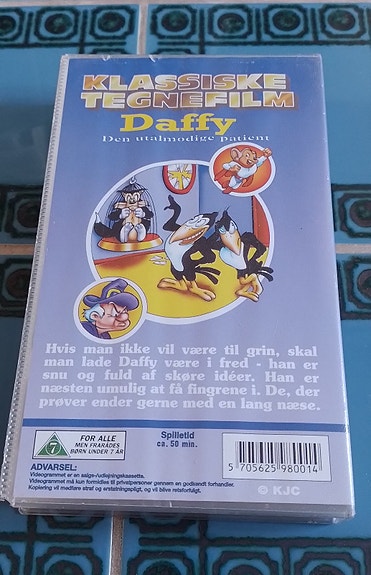 KLASSISKE
TEGNEFILM
Daffy
Den utalmodige patient
Hvis man ikke vil være til grin, skal
man lade Daffy være i fred - han er
snu og fuld af skøre idéer. Han er
næsten umulig at få fingrene i. De, der
prøver ender gerne med en lang næse.
7
FOR ALLE
MEN FRARÅDES
BØRN UNDER 7 ÅR
Spilletid
ca. 50 min.
5 705625 980014
© KJC
ADVARSEL:
Videogrammet er en salgs-/udlejningskassette.
Videogrammet må kun formidles til privatpersoner gennem en godkendt forhandler.
Kopiering vil medføre straf og erstatningspligt, og vil blive retsforfulgt.